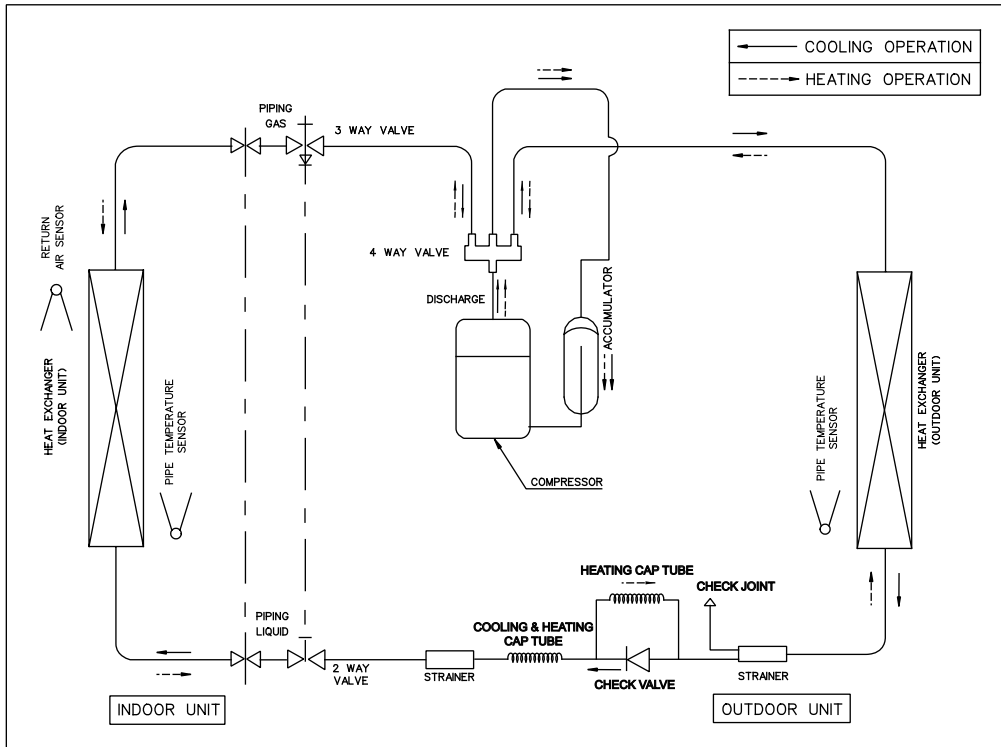 COOLING OPERATION
HEATING OPERATION
PIPING
GAS
3 WAY VALVE
RETURN
AIR SENSOR
4 WAY VALVE
DISCHARGE
ACCUMULATOR
HEAT EXCHANGER
(INDOOR UNIT)
PIPE TEMPERATURE
SENSOR
COMPRESSOR
PIPE TEMPERATURE
SENSOR
HEAT EXCHANGER
(OUTDOOR UNIT)
HEATING CAP TUBE
CHECK JOINT
PIPING
LIQUID
COOLING & HEATING
CAP TUBE
2 WAY
VALVE
STRAINER
CHECK VALVE
STRAINER
INDOOR UNIT
OUTDOOR UNIT